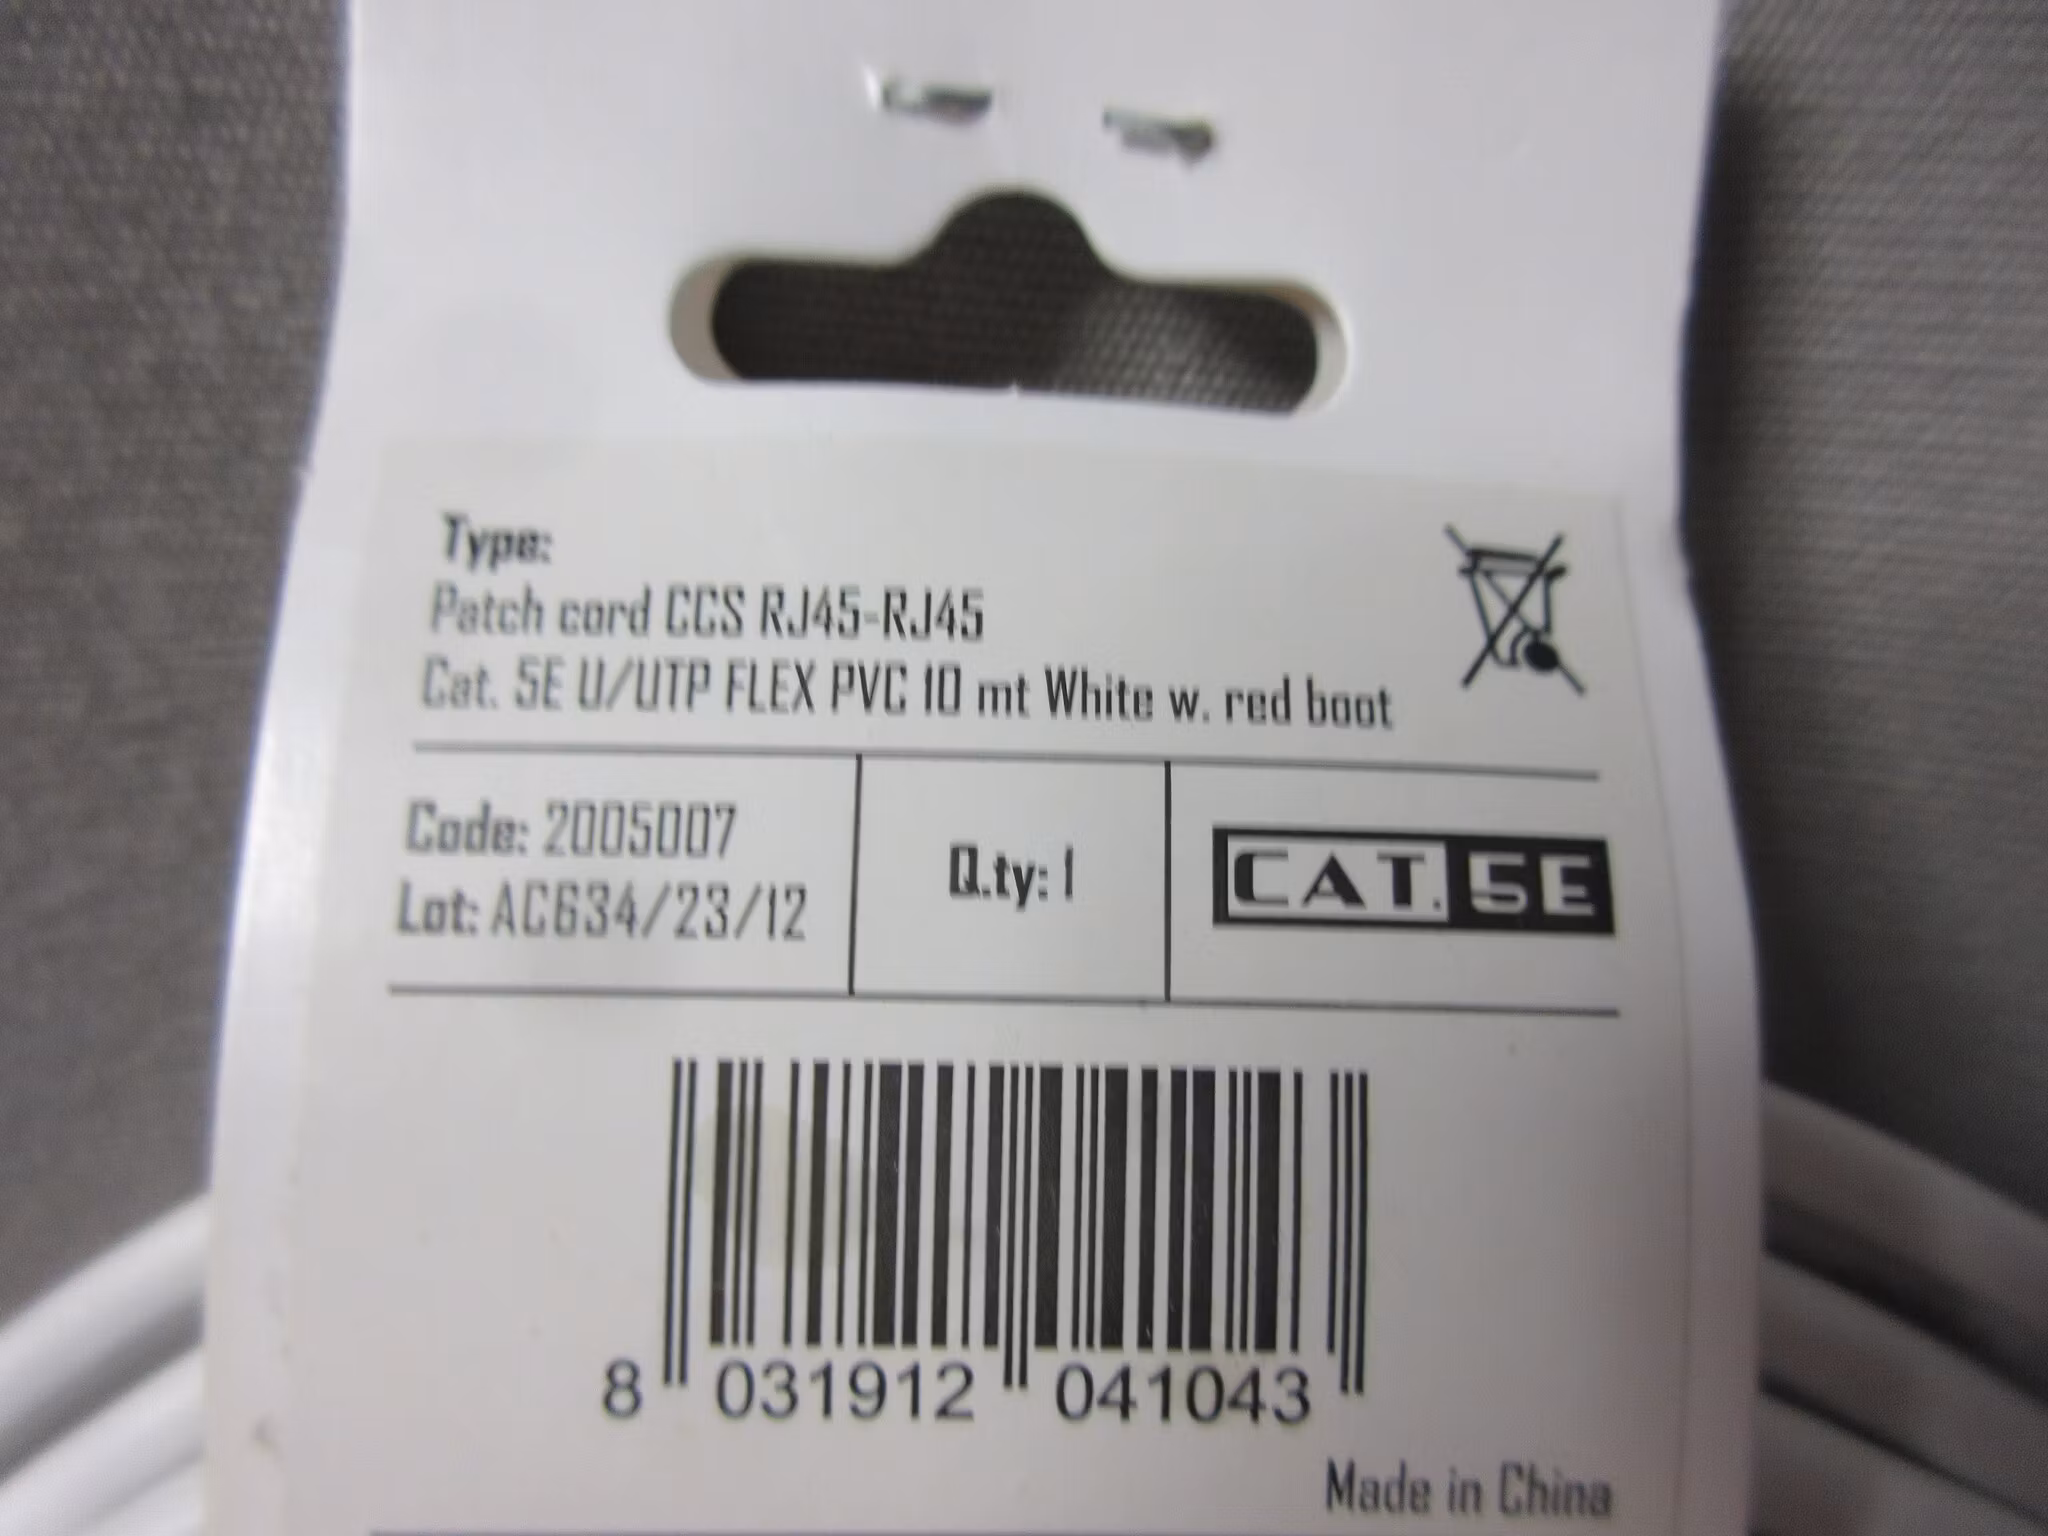 Type:
Patch cord CCS RJ45-RJ45
Cat. 5E U/UTP FLEX PVC 10 mt White w. red boot
Code: 2005007
Lot: AC634/23/12
Q.ty: 1
CAT. 5E
8 031912 041043
Made in China